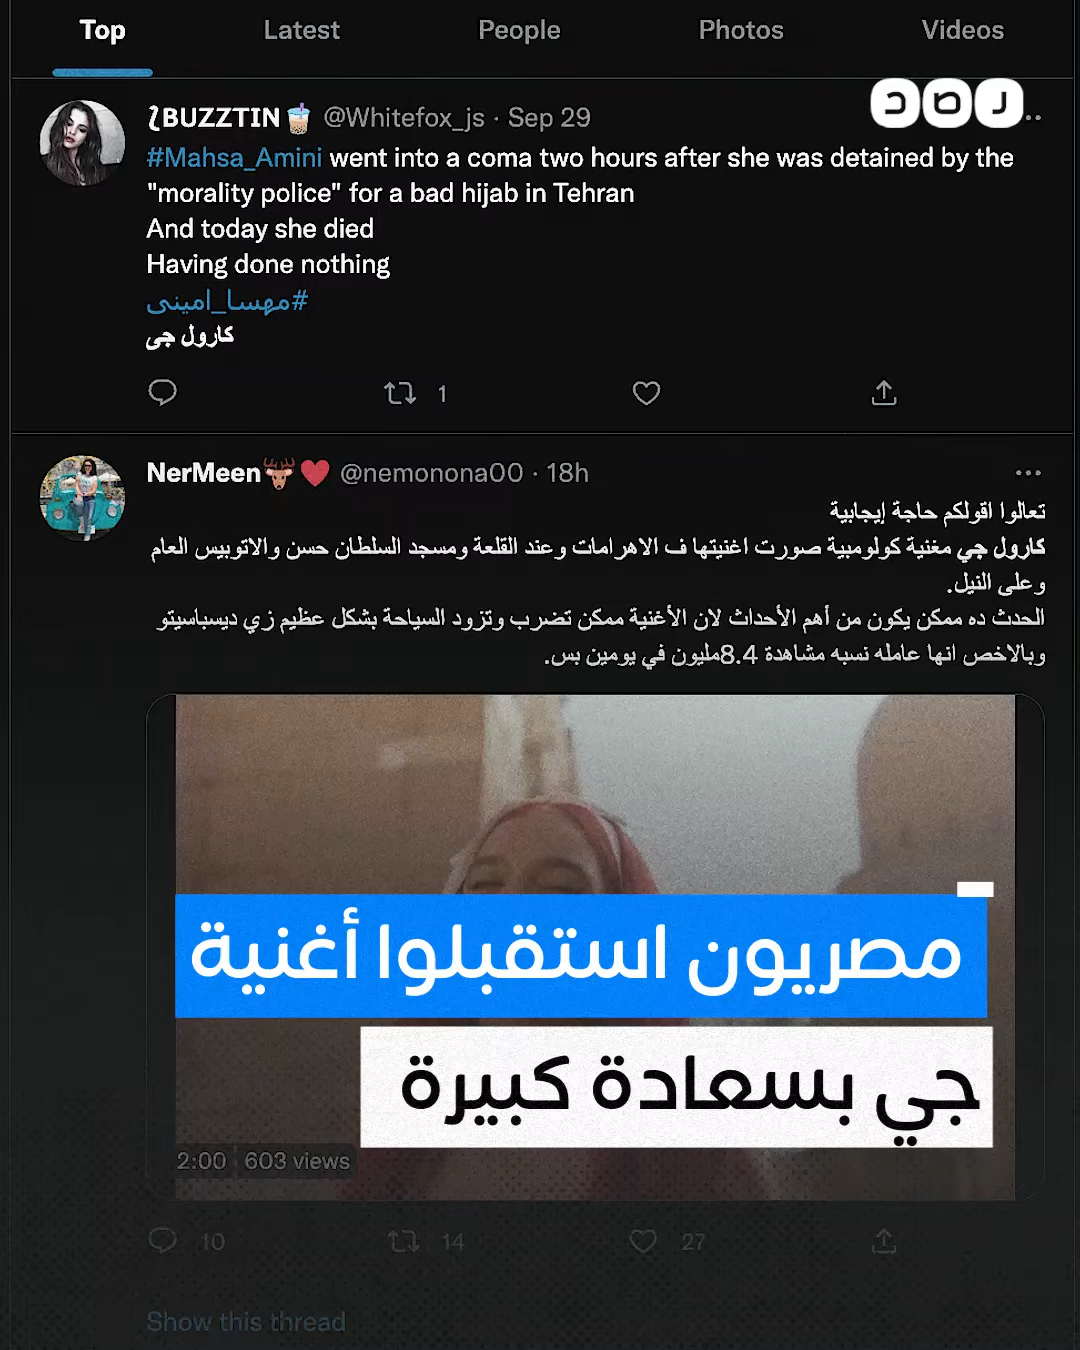 Top Latest People Photos Videos
BUZZTIN @Whitefox_js · Sep 29
#Mahsa_Amini went into a coma two hours after she was detained by the
"morality police" for a bad hijab in Tehran
And today she died
Having done nothing
#مهسا_امینی
كارول جى
1
NerMeen @nemonona00 · 18h
تعالوا اقولكم حاجة إيجابية
كارول جي مغنية كولومبية صورت اغنيتها ف الاهرامات وعند القلعة ومسجد السلطان حسن والاتوبيس العام
وعلى النيل.
الحدث ده ممكن يكون من أهم الأحداث لان الأغنية ممكن تضرب وتزود السياحة بشكل عظيم زي ديسباسيتو
وبالاخص انها عامله نسبه مشاهدة 8.4مليون في يومين بس.
مصريون استقبلوا أغنية
جي بسعادة كبيرة
2:00 603 views
10 14 27
Show this thread